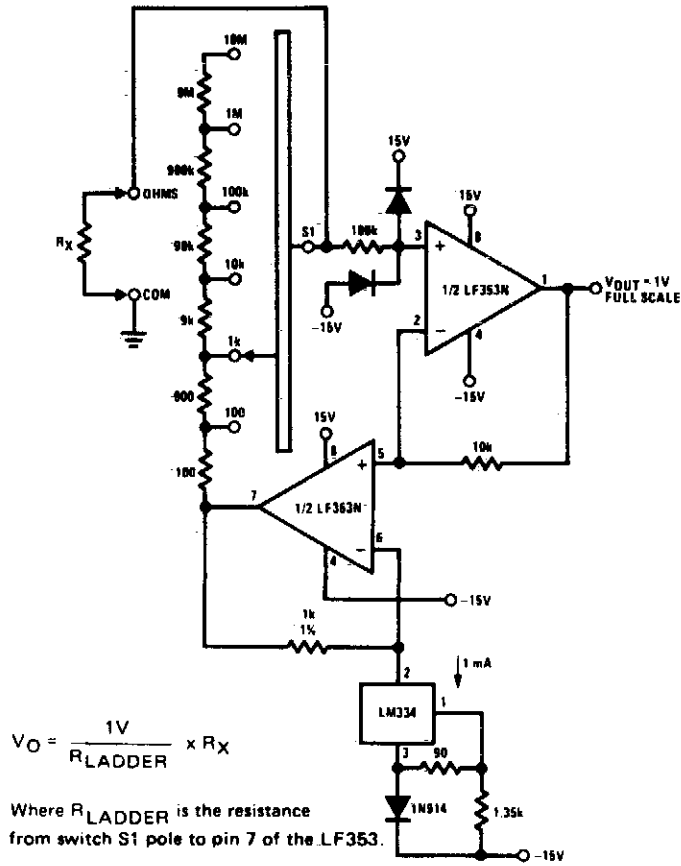 10M
9M
1M
900k
100k
OHMS
90k
RX
10k
COM
9k
1k
900
100
100
S1
100k
15V
-15V
15V
3
8
+
1/2 LF353N
1
VOUT = 1V
FULL SCALE
2
-
4
-15V
10k
15V
8
+
5
7
1/2 LF353N
6
-
4
-15V
1k
1%
1 mA
2
LM334
1
3
90
1N914
1.35k
-15V
VO = 1V / RLADDER × RX
Where RLADDER is the resistance
from switch S1 pole to pin 7 of the LF353.